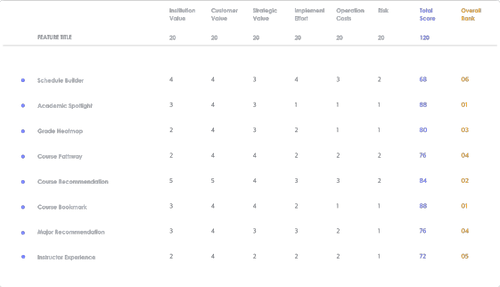 Institution Value Customer Value Strategic Value Implement Effort Operation Costs Risk Total Score Overall Rank
FEATURE TITLE 20 20 20 20 20 20 120
Schedule Builder 4 4 3 4 3 2 68 06
Academic Spotlight 3 4 3 1 1 1 88 01
Grade Heatmap 2 4 3 2 1 1 80 03
Course Pathway 2 4 4 2 2 2 76 04
Course Recommendation 5 5 4 3 3 2 84 02
Course Bookmark 3 4 4 2 1 1 88 01
Major Recommendation 3 4 3 3 2 1 76 04
Instructor Experience 2 4 2 2 2 1 72 05